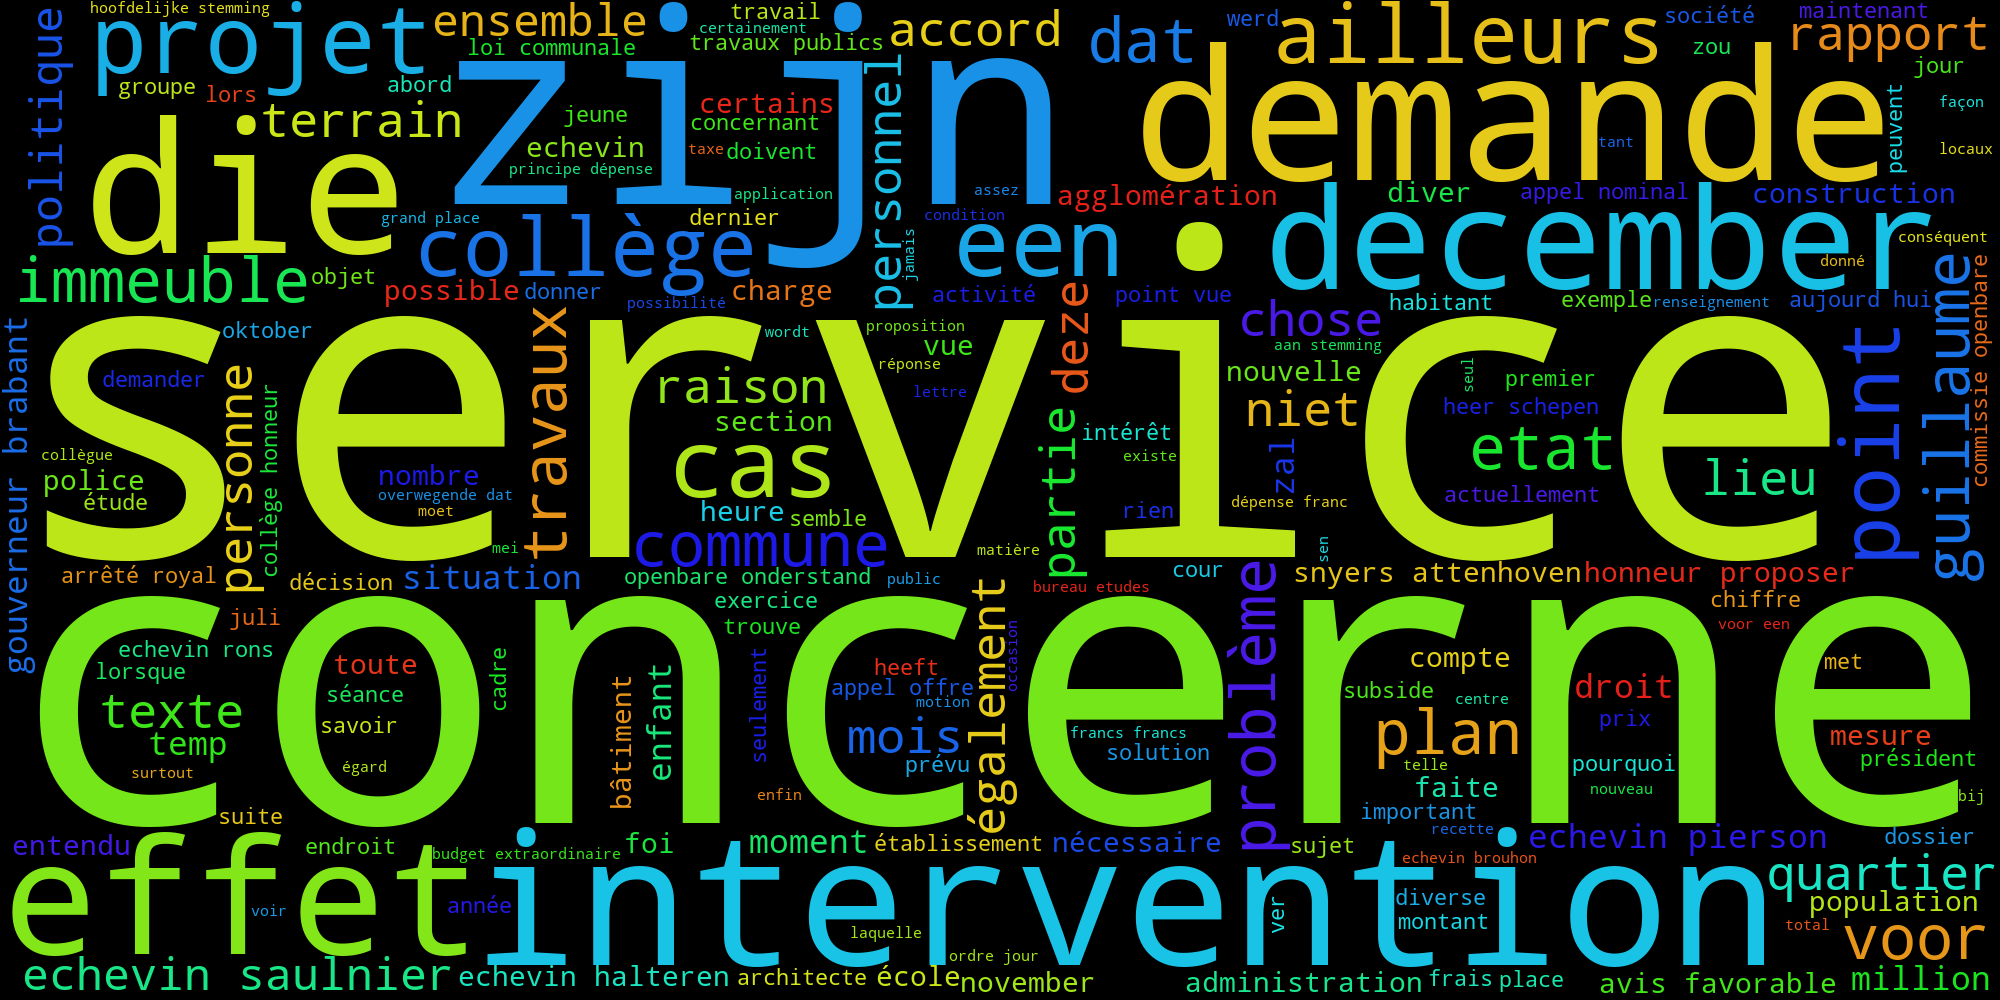 hoofdelijke stemming
projet
ensemble
travail
certainement
accord
dat
werd
ailleurs
société
maintenant
rapport
politique
loi communale
travaux publics
zou
jour
groupe
lors
abord
zijn
personnel
demande
peuvent
façon
die
terrain
jeune
certains
concernant
echevin
taxe
doivent
tant
locaux
principe dépense
application
assez
agglomération
diver
appel nominal
construction
grand place
collège
dernier
jamais
condition
een
december
conséquent
immeuble
objet
possible
donner
possibilité
charge
activité
point vue
donné
habitant
exemple
renseignement
aujourd hui
guillaume
commissie openbare
gouverneur brabant
service
oktober
travaux
wordt
proposition
vue
deze
chose
aan stemming
point
demander
personne
collège honneur
raison
réponse
lettre
nouvelle
seul
premier
section
partie
intérêt
niet
heer schepen
collègue
police
étude
nombre
overwegende dat
moet
cas
existe
zal
etat
lieu
actuellement
heure
semble
rien
dépense franc
mei
commune
matière
sen
arrêté royal
décision
situation
openbare onderstand
public
également
bureau etudes
cour
problème
snyers attenhoven
honneur proposer
concerne
juli
exercice
trouve
occasion
chiffre
voor een
echevin rons
lorsque
toute
séance
cadre
bâtiment
enfant
seulement
heeft
appel offre
motion
compte
subside
centre
droit
met
texte
temp
savoir
mois
francs francs
solution
plan
prix
mesure
surtout
égard
prévu
telle
pourquoi
président
enfin
faite
nouveau
bij
suite
important
entendu
effet
endroit
budget extraordinaire
foi
moment
établissement
nécessaire
sujet
recette
echevin brouhon
echevin pierson
dossier
intervention
quartier
voir
année
laquelle
ver
diverse
montant
population
total
voor
ordre jour
echevin saulnier
echevin halteren
architecte
école
november
administration
frais
place
avis favorable
million